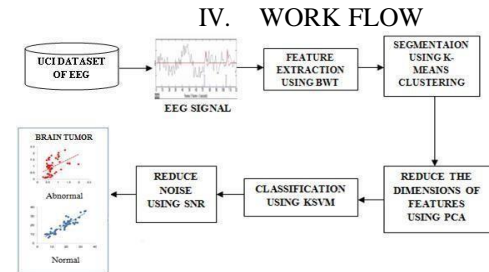 IV. WORK FLOW
UCI DATASET
OF EEG
EEG SIGNAL
FEATURE
EXTRACTION
USING BWT
SEGMENTAION
USING K-
MEANS
CLUSTERING
REDUCE THE
DIMENSIONS OF
FEATURES
USING PCA
CLASSIFICATION
USING KSVM
REDUCE
NOISE
USING SNR
BRAIN TUMOR
Abnormal
Normal